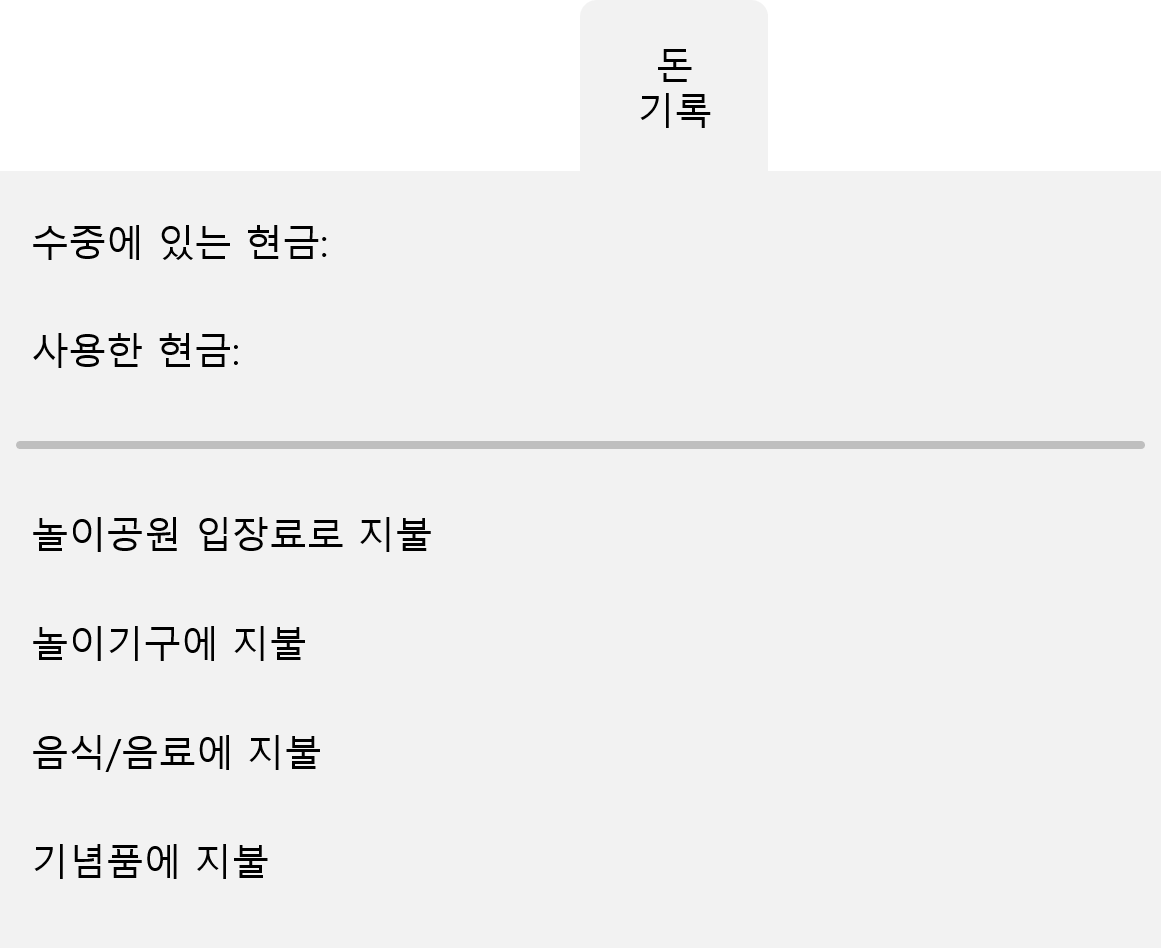 돈
기록
수중에 있는 현금:
사용한 현금:
놀이공원 입장료로 지불
놀이기구에 지불
음식/음료에 지불
기념품에 지불